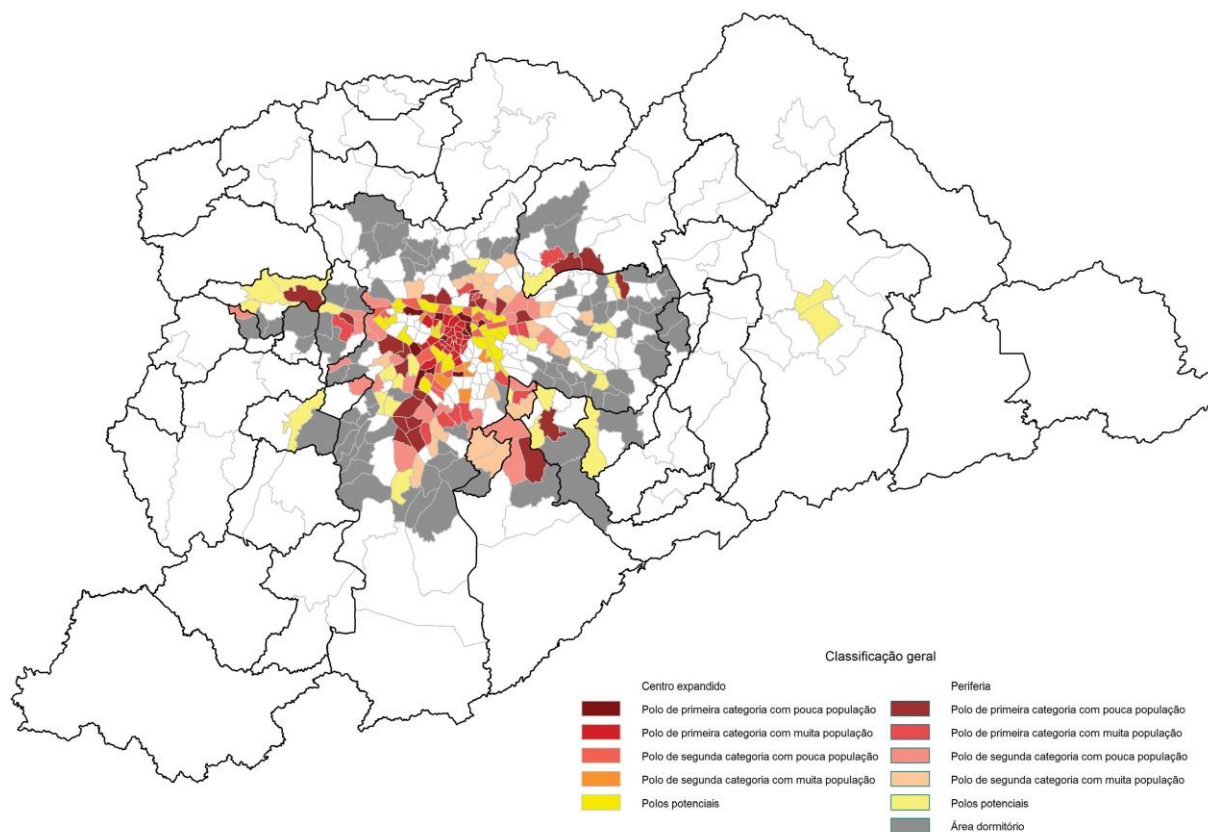 Classificação geral
Centro expandido
Polo de primeira categoria com pouca população
Polo de primeira categoria com muita população
Polo de segunda categoria com pouca população
Polo de segunda categoria com muita população
Polos potenciais
Periferia
Polo de primeira categoria com pouca população
Polo de primeira categoria com muita população
Polo de segunda categoria com pouca população
Polo de segunda categoria com muita população
Polos potenciais
Área dormitório